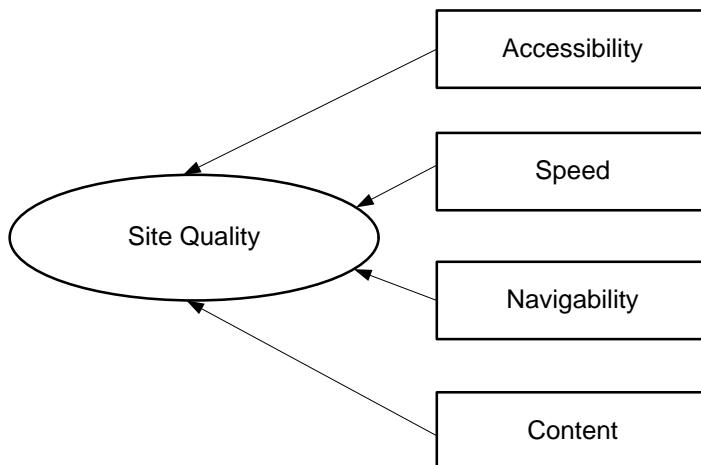 Accessibility
Speed
Site Quality
Navigability
Content